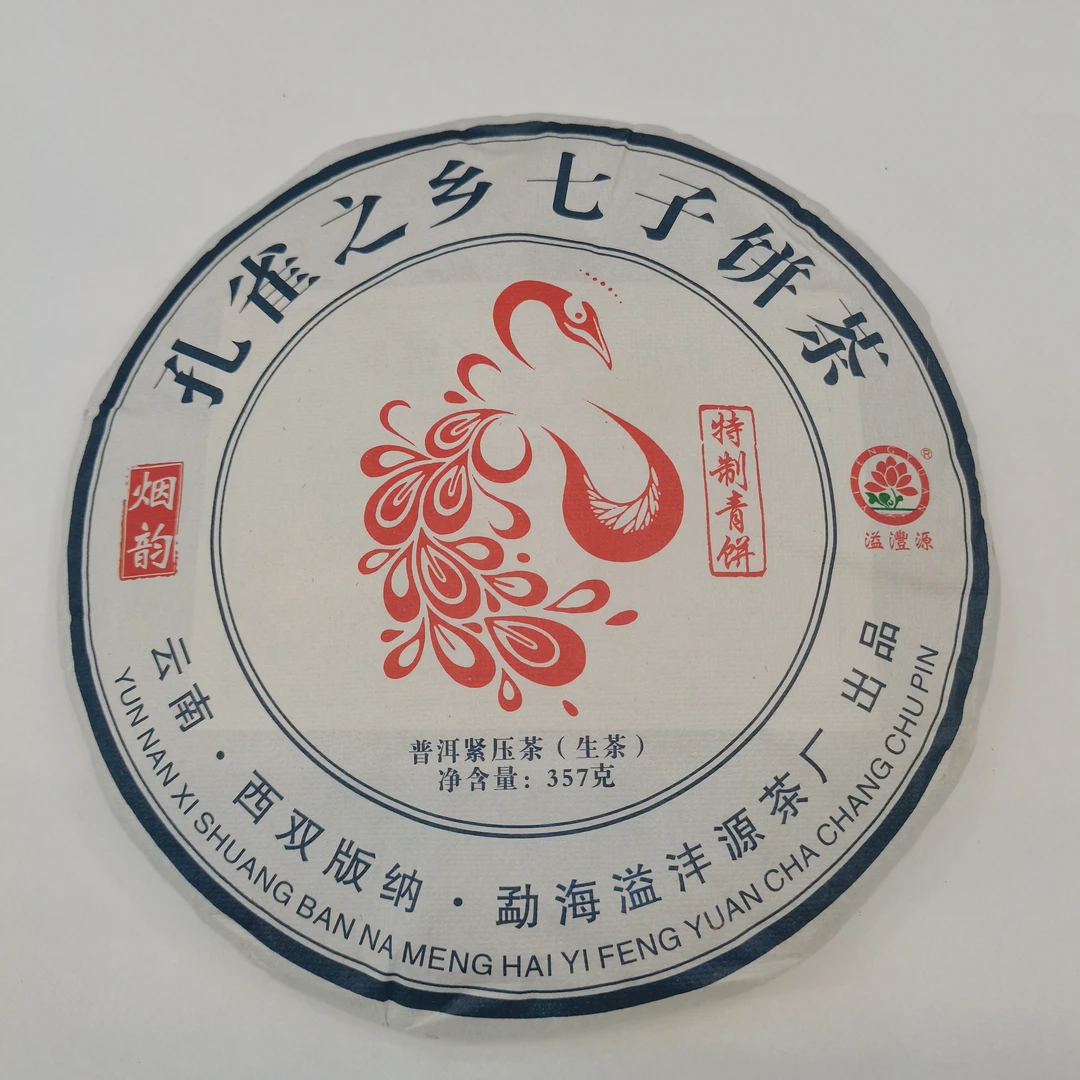 孔雀之乡七子饼茶
烟韵
特制青饼
®
溢灃源
普洱紧压茶（生茶）
净含量：357克
云南·西双版纳·勐海溢沣源茶厂 出品
YUN NAN XI SHUANG BAN NA MENG HAI YI FENG YUAN CHA CHANG CHU PIN